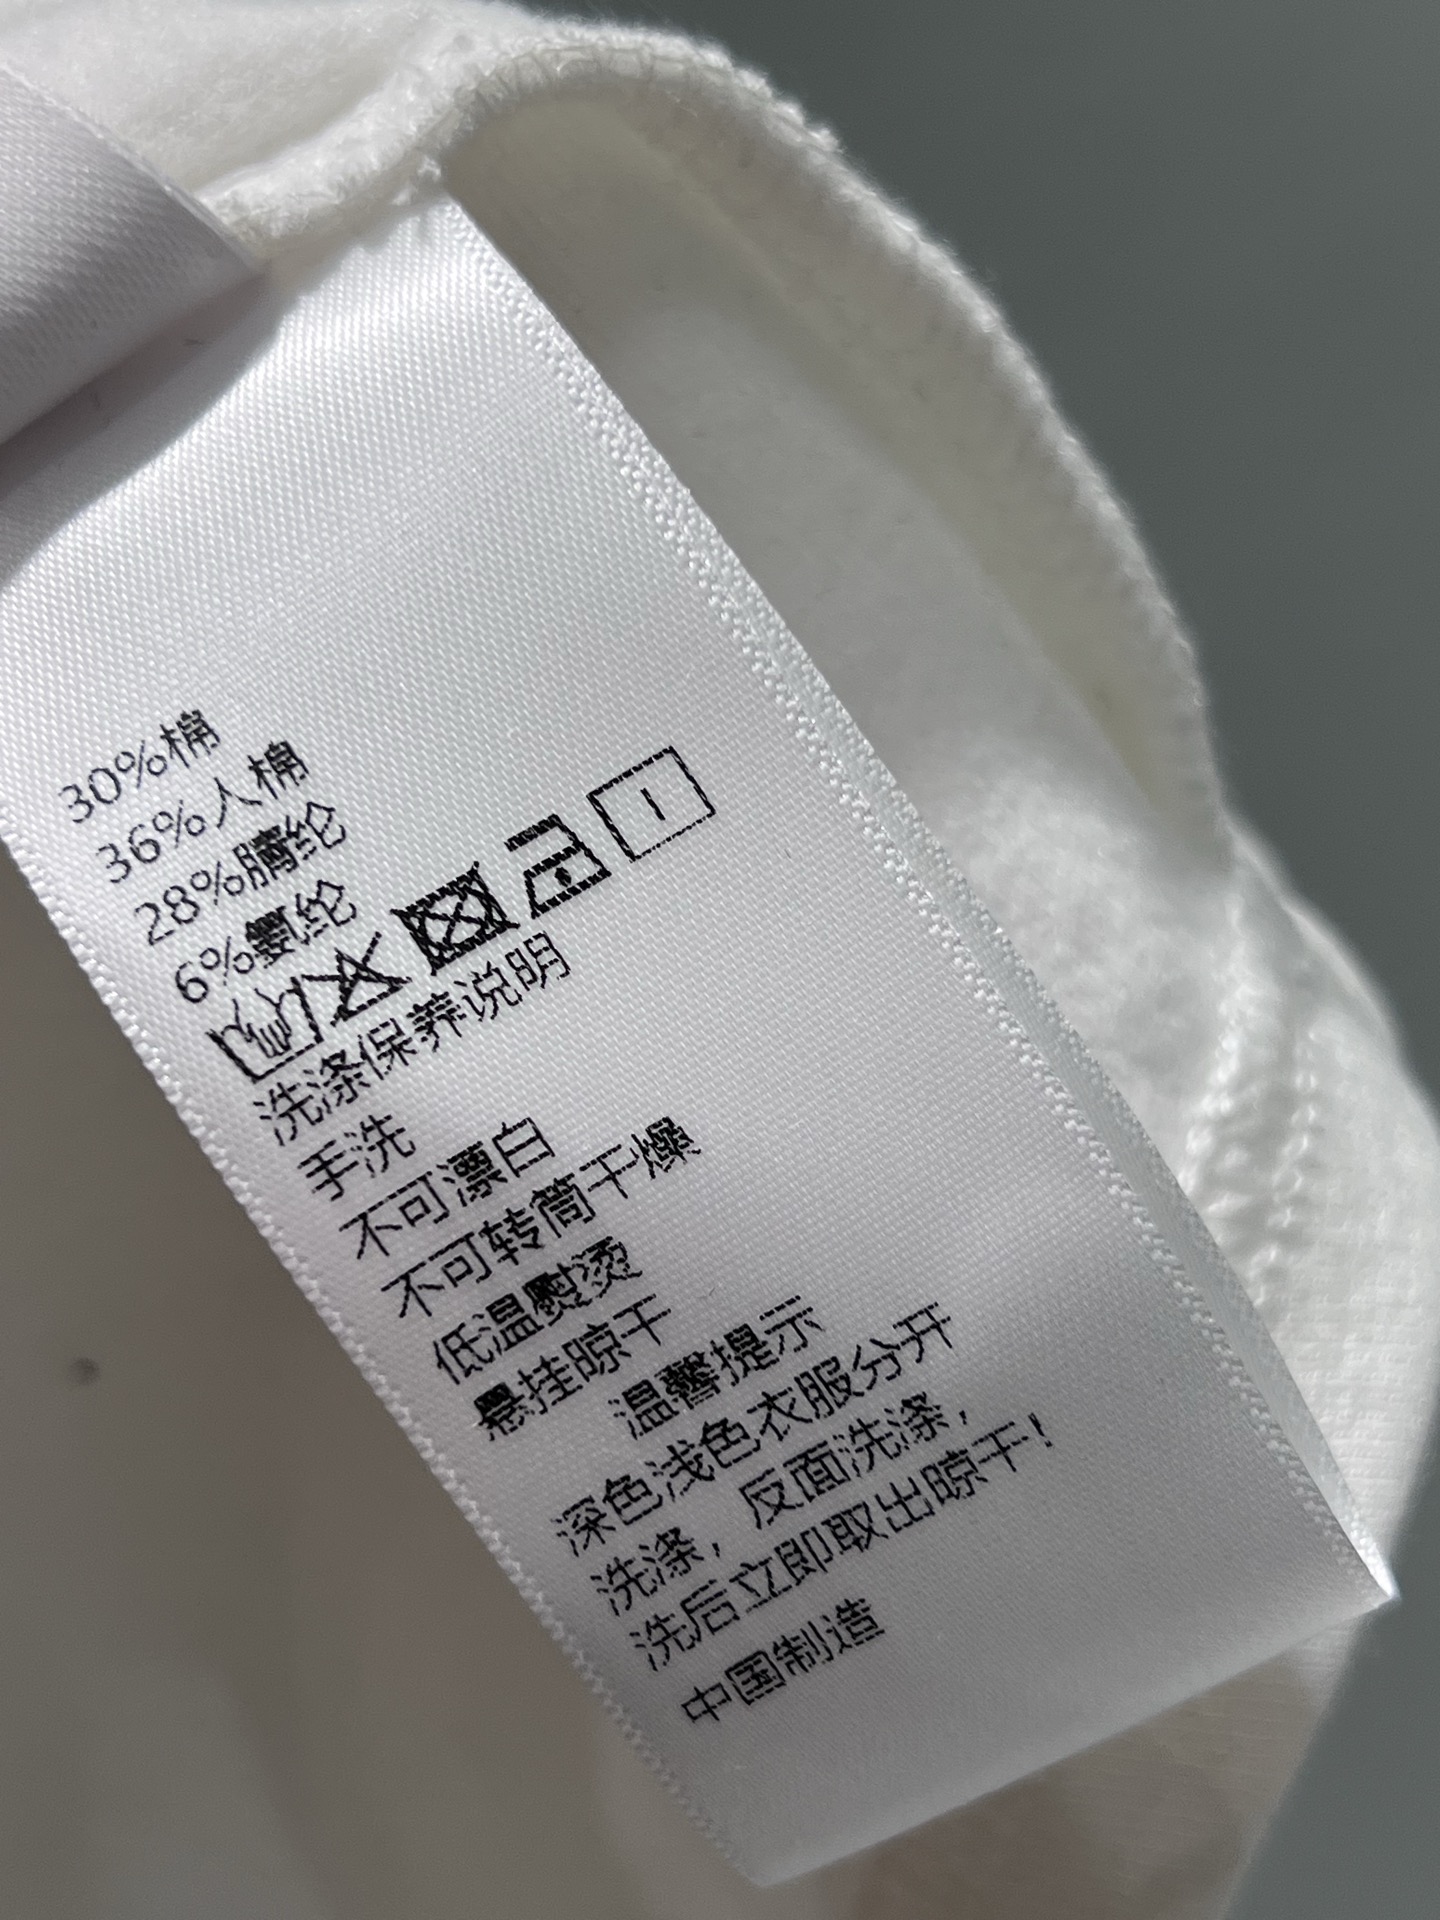 30%棉
36%人棉
28%腈纶
6%氨纶
洗涤保养说明
手洗
不可漂白
不可转筒干燥
低温熨烫
悬挂晾干
温馨提示
深色浅色衣服分开
洗涤，反面洗涤，
洗后立即取出晾干！
中国制造